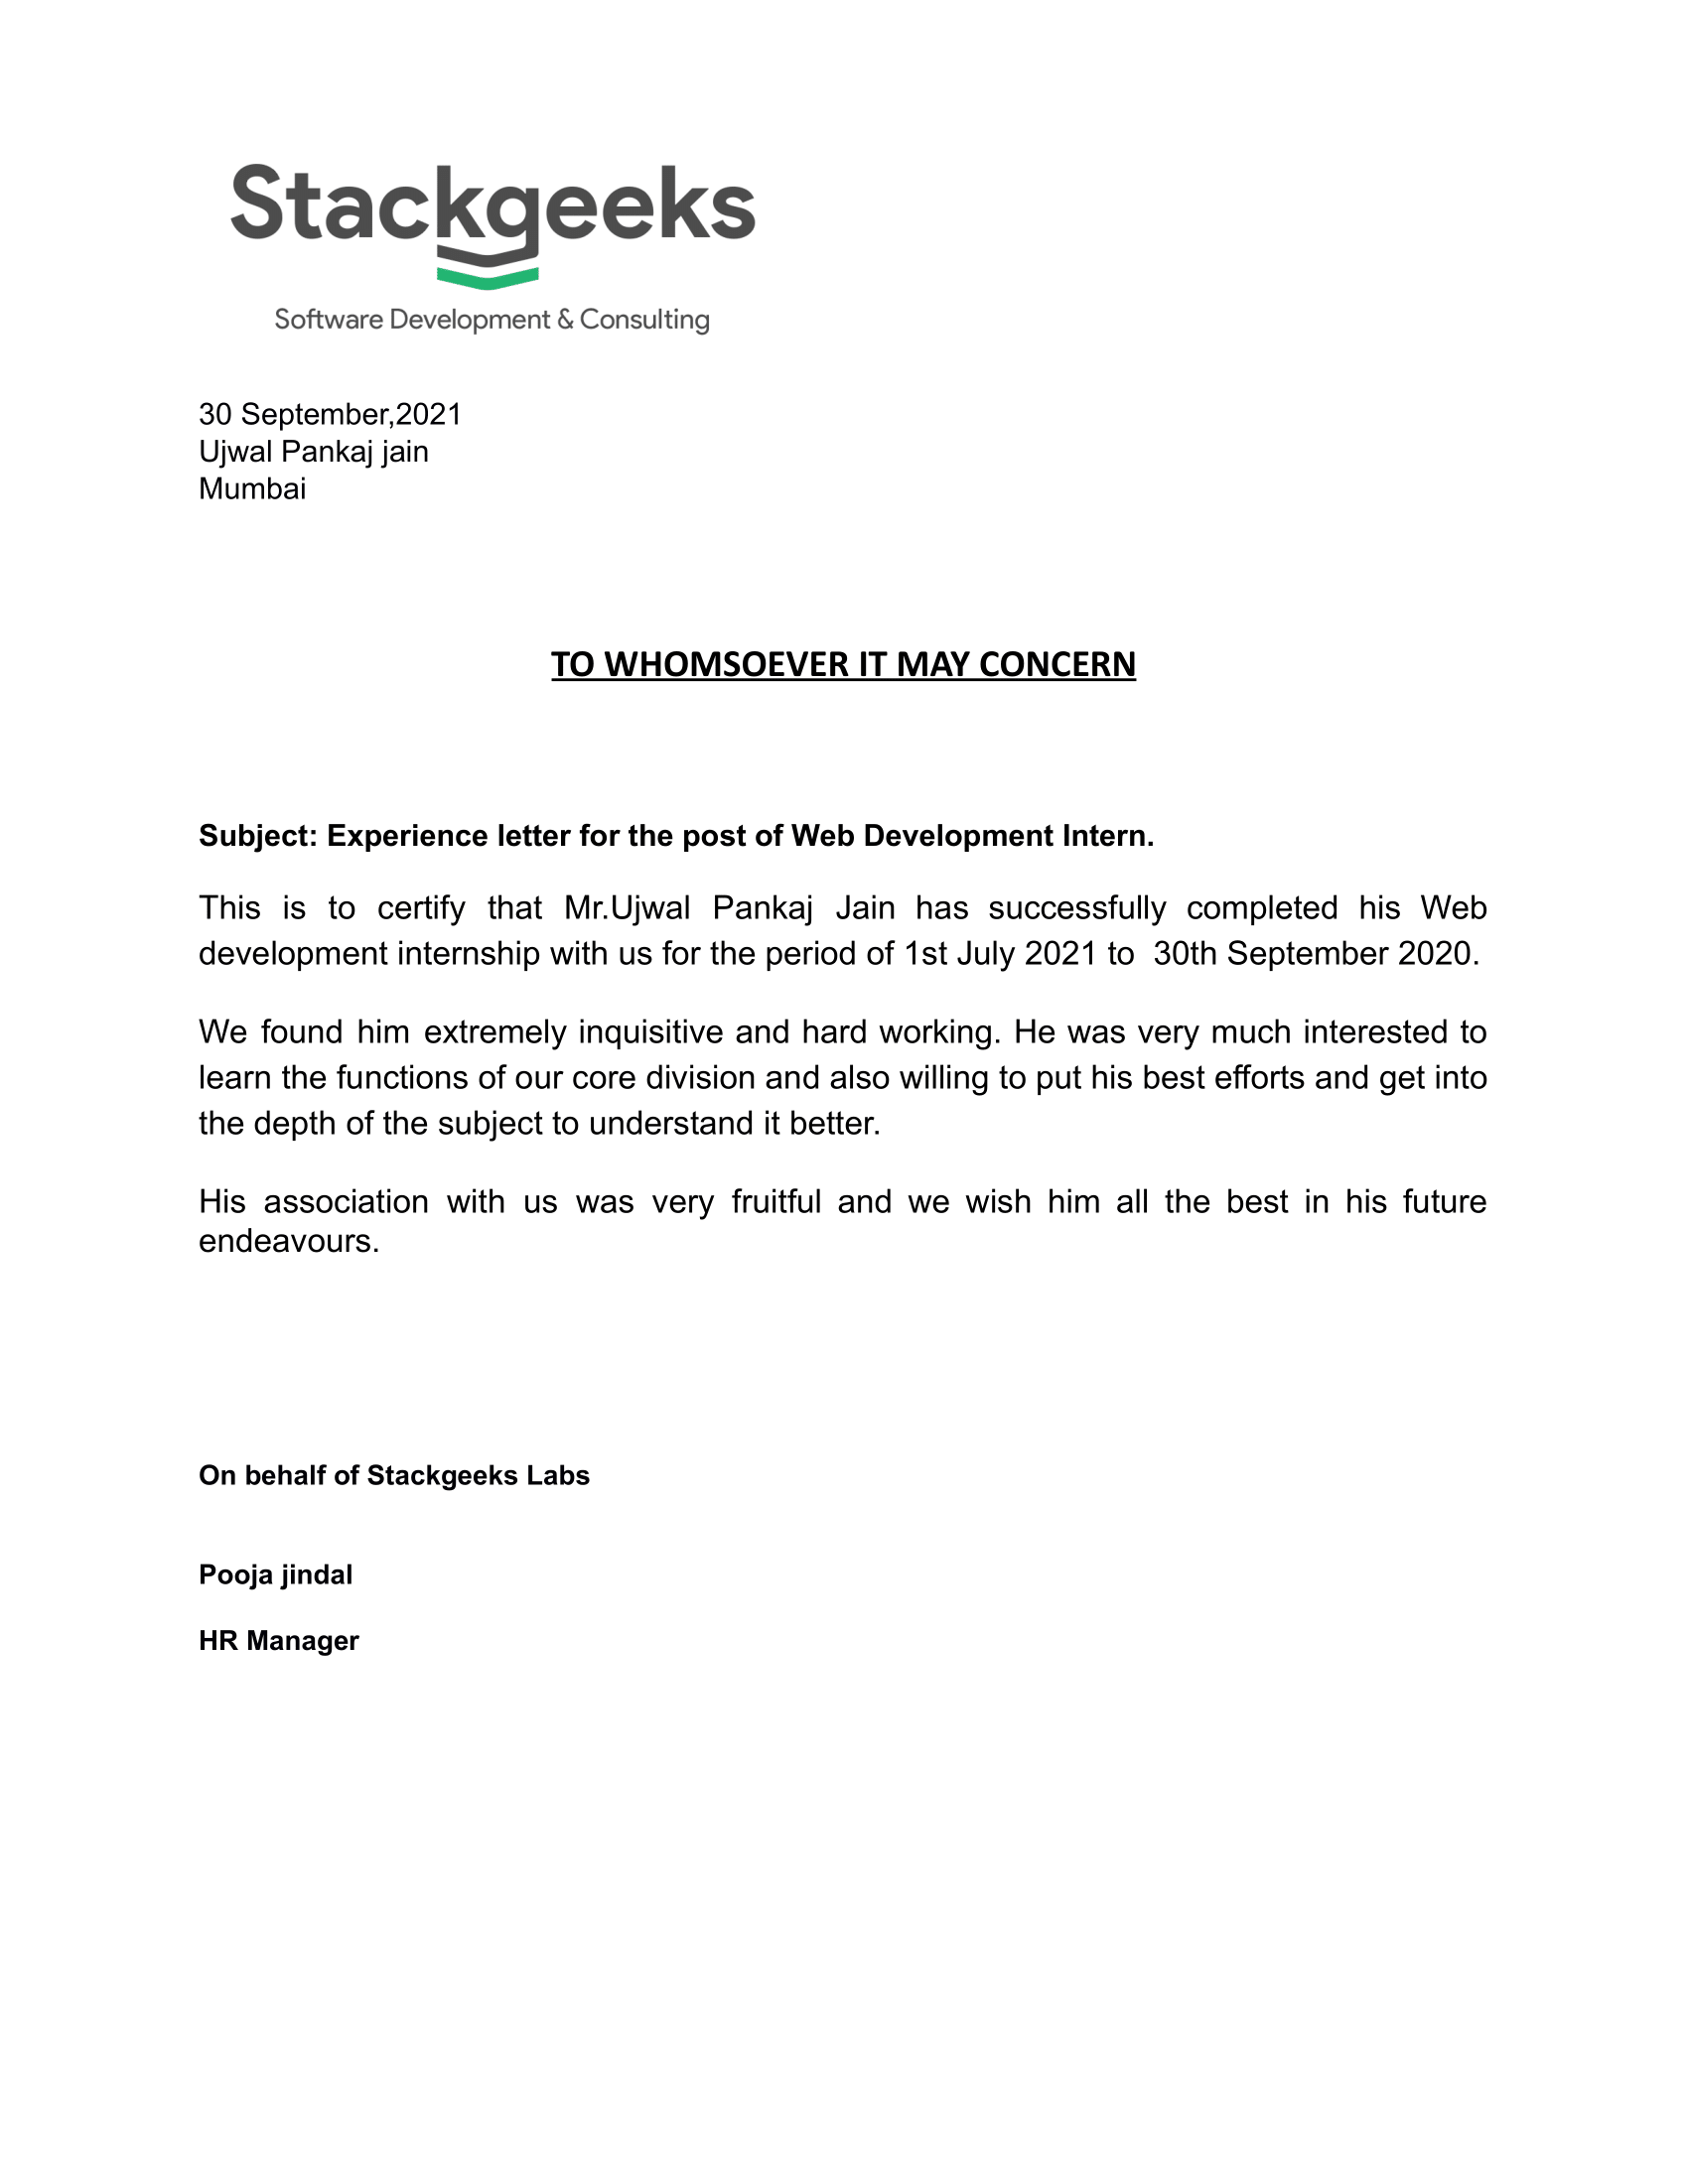 Stackgeeks
Software Development & Consulting
30 September,2021
Ujwal Pankaj jain
Mumbai
TO WHOMSOEVER IT MAY CONCERN
Subject: Experience letter for the post of Web Development Intern.
This is to certify that Mr.Ujwal Pankaj Jain has successfully completed his Web
development internship with us for the period of 1st July 2021 to  30th September 2020.
We found him extremely inquisitive and hard working. He was very much interested to
learn the functions of our core division and also willing to put his best efforts and get into
the depth of the subject to understand it better.
His association with us was very fruitful and we wish him all the best in his future
endeavours.
On behalf of Stackgeeks Labs
Pooja jindal
HR Manager